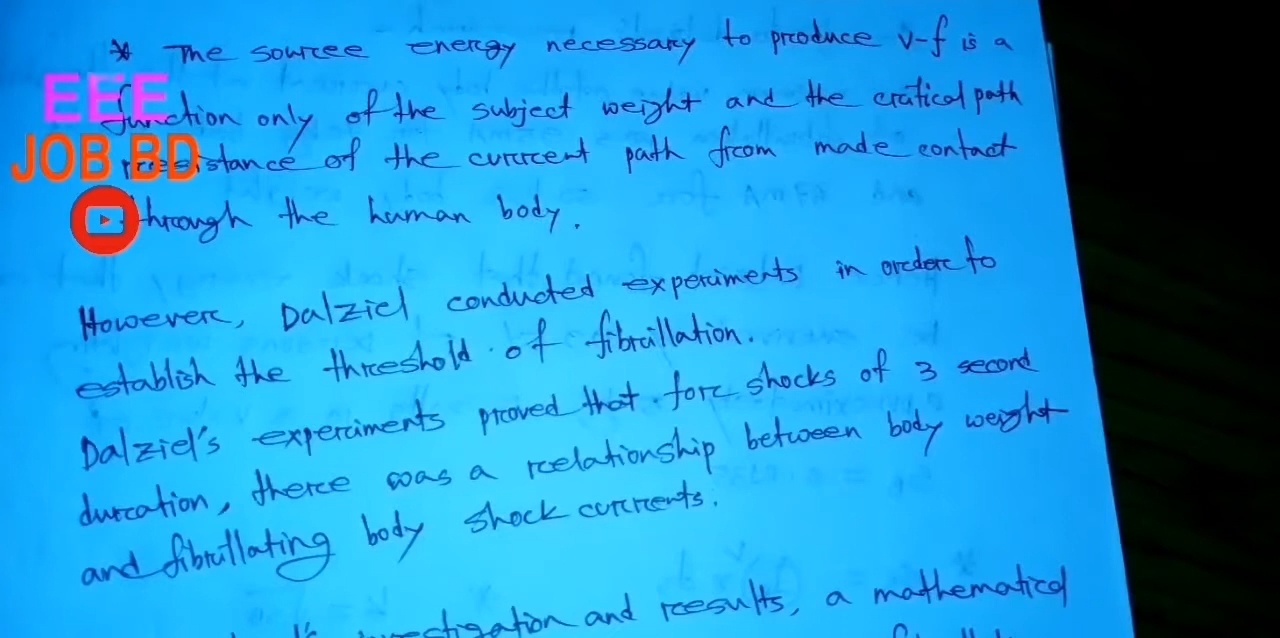 * The source energy necessary to produce v-f is a
EEE
function only of the subject weight and the cratical path
JOB BD
resistance of the current path from made contact
through the human body.
However, Dalziel conducted experiments in order to
establish the threshold of fibrillation.
Dalziel's experiments proved that for shocks of 3 second
duration, there was a relationship between body weight
and fibrillating body shock currents.
investigation and results, a mathematical